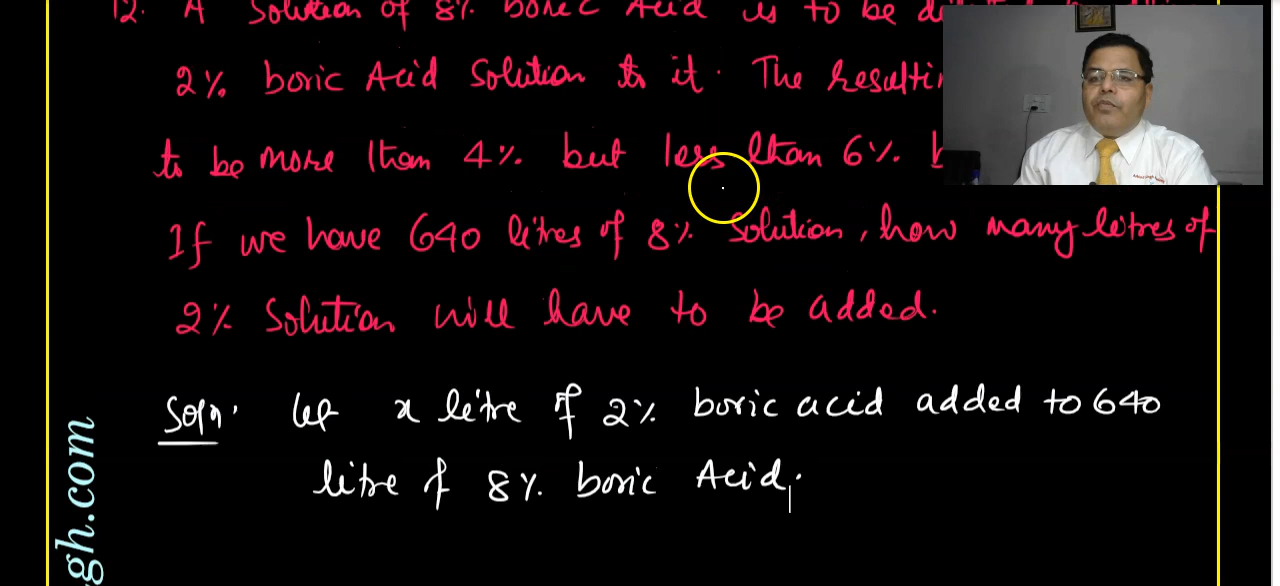 12. A Solution of 8% boric Acid is to be
2% boric Acid Solution to it. The
to be more than 4% but less than 6%
If we have 640 litres of 8% solution, how many litres of
2% Solution will have to be added.
Soln. Let x litre of 2% boric acid added to 640
litre of 8% boric Acid.
gh.com